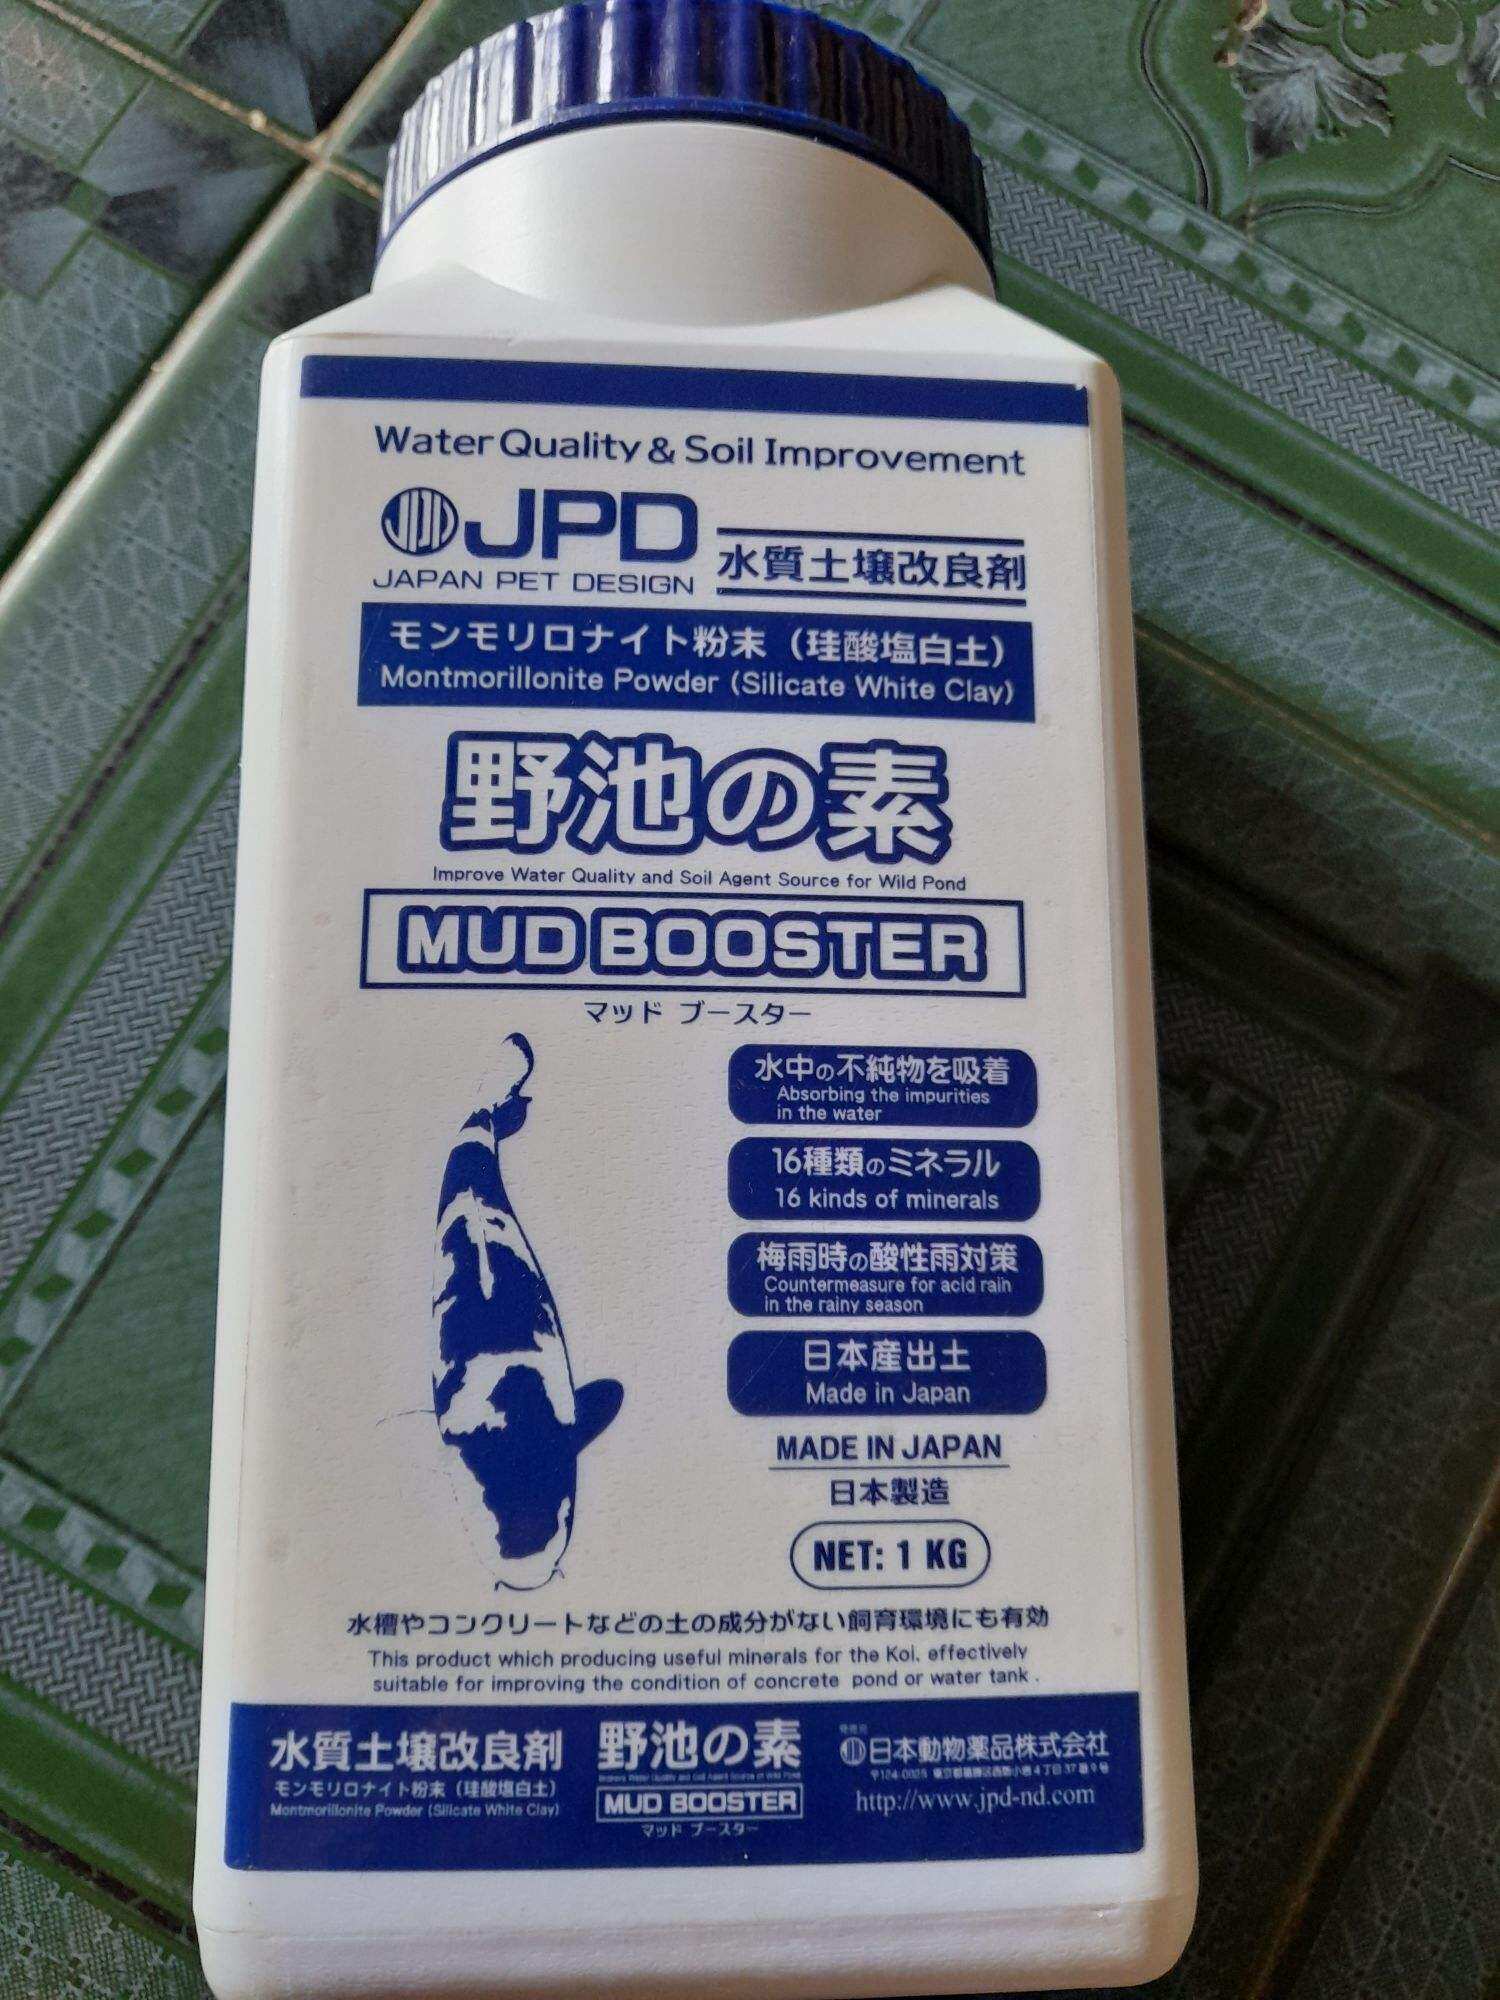 Water Quality & Soil Improvement
JPD
JAPAN PET DESIGN
水質土壌改良剤
モンモリロナイト粉末（珪酸塩白土）
Montmorillonite Powder (Silicate White Clay)
野池の素
Improve Water Quality and Soil Agent Source for Wild Pond
MUD BOOSTER
マッド ブースター
水中の不純物を吸着
Absorbing the impurities
in the water
16種類のミネラル
16 kinds of minerals
梅雨時の酸性雨対策
Countermeasure for acid rain
in the rainy season
日本産出土
Made in Japan
MADE IN JAPAN
日本製造
NET: 1 KG
水槽やコンクリートなどの土の成分がない飼育環境にも有効
This product which producing useful minerals for the Koi, effectively
suitable for improving the condition of concrete pond or water tank .
水質土壌改良剤
モンモリロナイト粉末（珪酸塩白土）
Montmorillonite Powder (Silicate White Clay)
野池の素
Improve Water Quality and Soil Agent Source for Wild Pond
MUD BOOSTER
マッド ブースター
日本動物薬品株式会社
http://www.jpd-nd.com